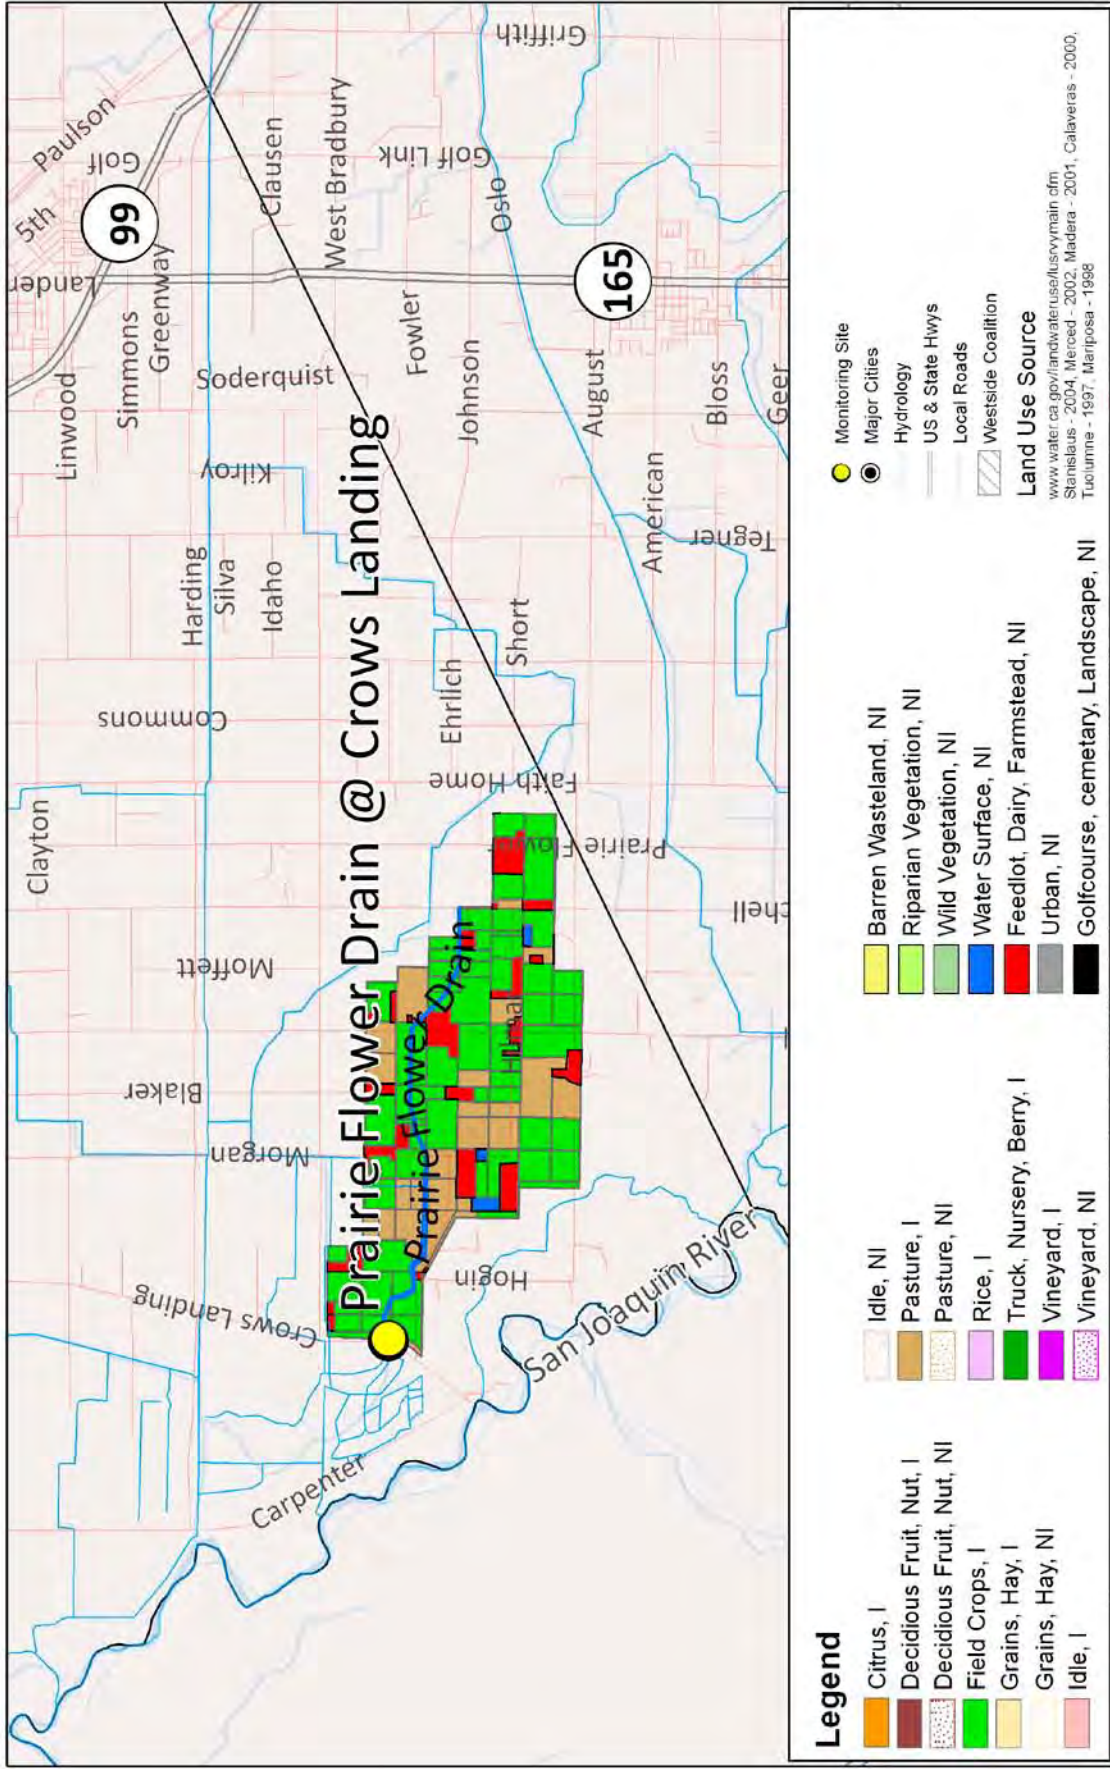 Paulson
5th
Golf
99
Lander
Griffith
Linwood
Simmons
Greenway
Clausen
West Bradbury
Golf Link
Oslo
165
Soderquist
Fowler
Johnson
August
Bloss
Geer
Kilroy
American
Tegner
Harding
Silva
Idaho
Short
Ehrlich
Commons
Faith Home
Clayton
Prairie Flower
Moffett
Blaker
Morgan
Prairie Flower Drain @ Crows Landing
Prairie Flower Drain
Crows Landing
Hogin
Carpenter
San Joaquin River
Legend
Citrus, I
Decidious Fruit, Nut, I
Decidious Fruit, Nut, NI
Field Crops, I
Grains, Hay, I
Grains, Hay, NI
Idle, I
Idle, NI
Pasture, I
Pasture, NI
Rice, I
Truck, Nursery, Berry, I
Vineyard, I
Vineyard, NI
Barren Wasteland, NI
Riparian Vegetation, NI
Wild Vegetation, NI
Water Surface, NI
Feedlot, Dairy, Farmstead, NI
Urban, NI
Golfcourse, cemetary, Landscape, NI
Monitoring Site
Major Cities
Hydrology
US & State Hwys
Local Roads
Westside Coalition
Land Use Source
www.water.ca.gov/landwateruse/lusrvymain.cfm
Stanislaus - 2004, Merced - 2002, Madera - 2001, Calaveras - 2000,
Tuolumne - 1997, Mariposa - 1998